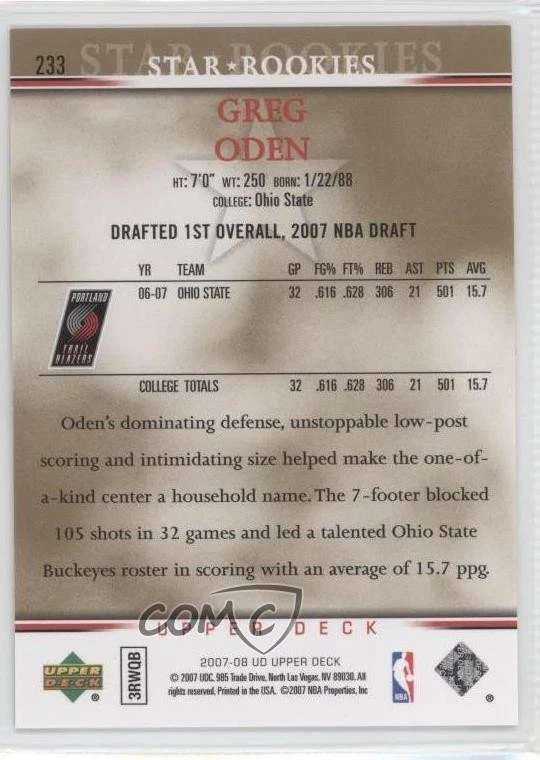 233 STAR ROOKIES
STAR★ROOKIES
GREG
ODEN
HT: 7'0" WT: 250 BORN: 1/22/88
COLLEGE: Ohio State
DRAFTED 1ST OVERALL, 2007 NBA DRAFT
YR TEAM GP FG% FT% REB AST PTS AVG
06-07 OHIO STATE 32 .616 .628 306 21 501 15.7
PORTLAND
TRAIL
BLAZERS
COLLEGE TOTALS 32 .616 .628 306 21 501 15.7
Oden's dominating defense, unstoppable low-post
scoring and intimidating size helped make the one-of-
a-kind center a household name. The 7-footer blocked
105 shots in 32 games and led a talented Ohio State
Buckeyes roster in scoring with an average of 15.7 ppg.
COMC
UPPER DECK
UPPER
DECK
®
3RWQB
2007-08 UD UPPER DECK
© 2007 UDC. 985 Trade Drive, North Las Vegas, NV 89030. All
rights reserved. Printed in the USA. ©2007 NBA Properties, Inc
NBA
®